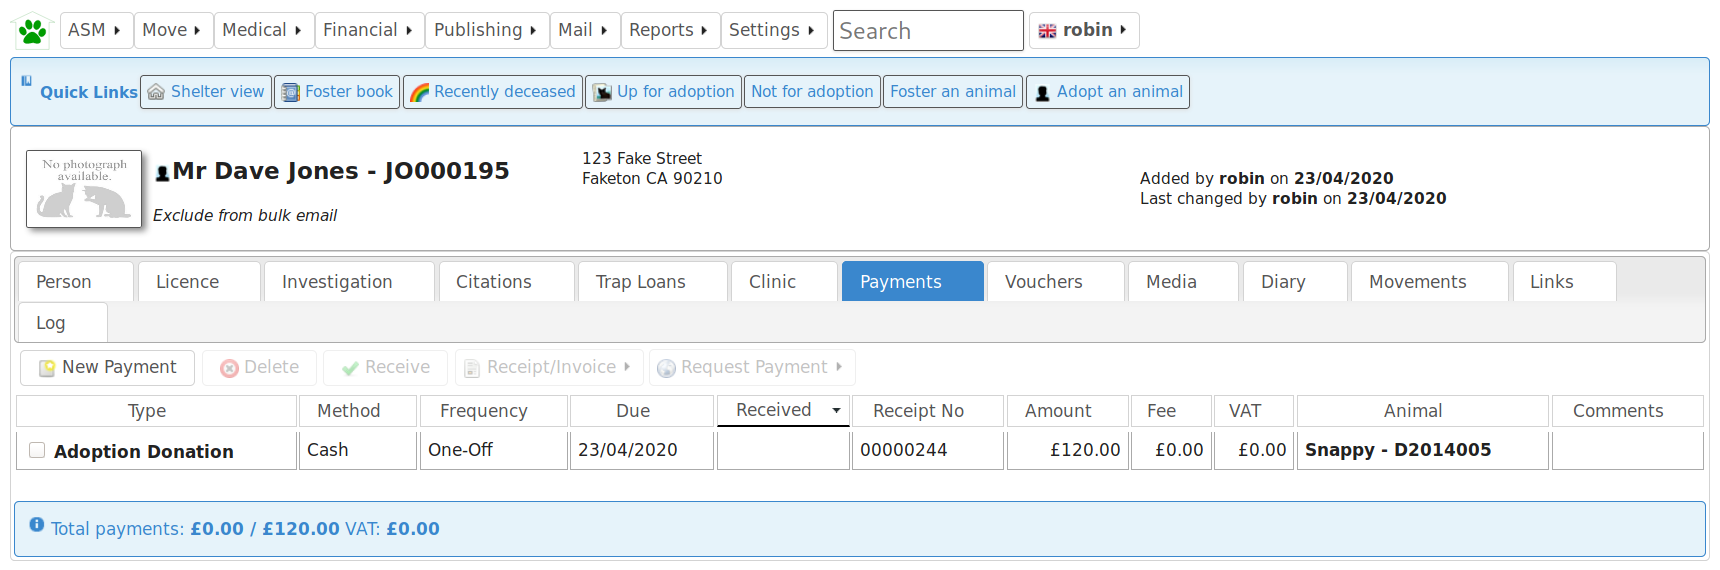 ASM Move Medical Financial Publishing Mail Reports Settings Search robin
Quick Links Shelter view Foster book Recently deceased Up for adoption Not for adoption Foster an animal Adopt an animal
No photograph
available.
Mr Dave Jones - JO000195
Exclude from bulk email
123 Fake Street
Faketon CA 90210
Added by robin on 23/04/2020
Last changed by robin on 23/04/2020
Person Licence Investigation Citations Trap Loans Clinic Payments Vouchers Media Diary Movements Links
Log
New Payment Delete Receive Receipt/Invoice Request Payment
Type Method Frequency Due Received Receipt No Amount Fee VAT Animal Comments
Adoption Donation Cash One-Off 23/04/2020 00000244 £120.00 £0.00 £0.00 Snappy - D2014005
Total payments: £0.00 / £120.00 VAT: £0.00